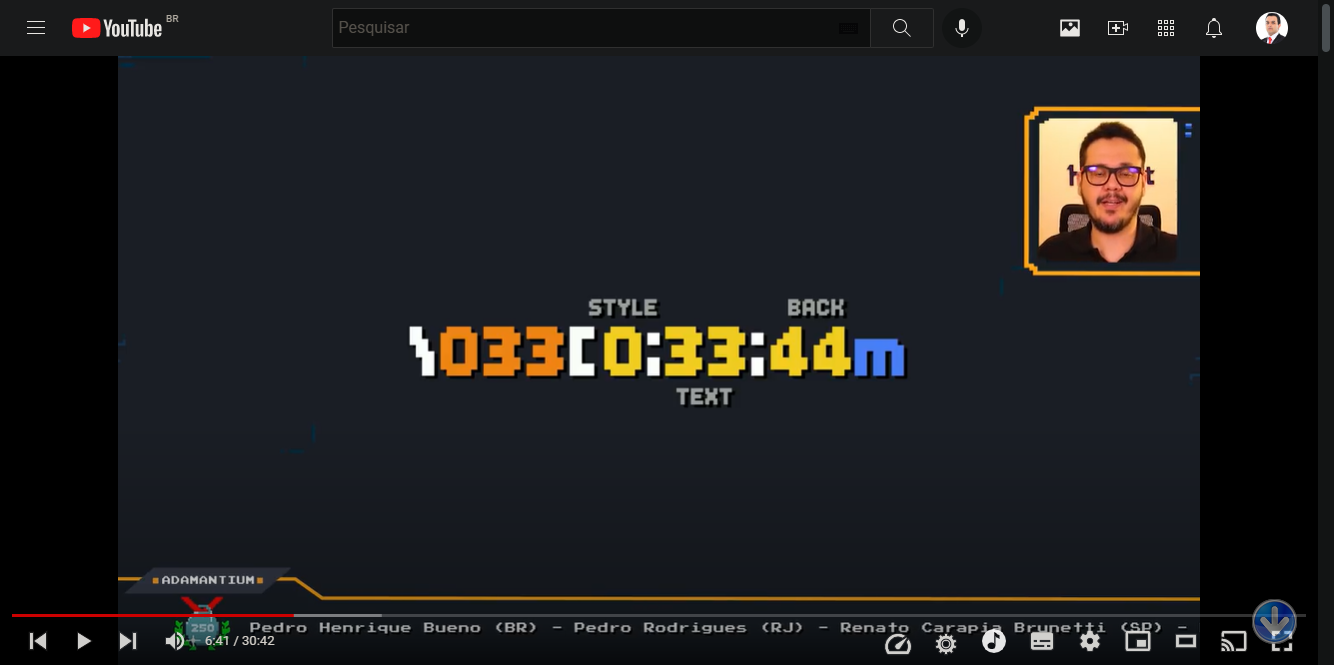 YouTube BR
Pesquisar
STYLE BACK
\033[0:33:44m
TEXT
ADAMANTIUM
250
Pedro Henrique Bueno (BR) - Pedro Rodrigues (RJ) - Renato Carapia Brunetti (SP) -
6:41 / 30:42